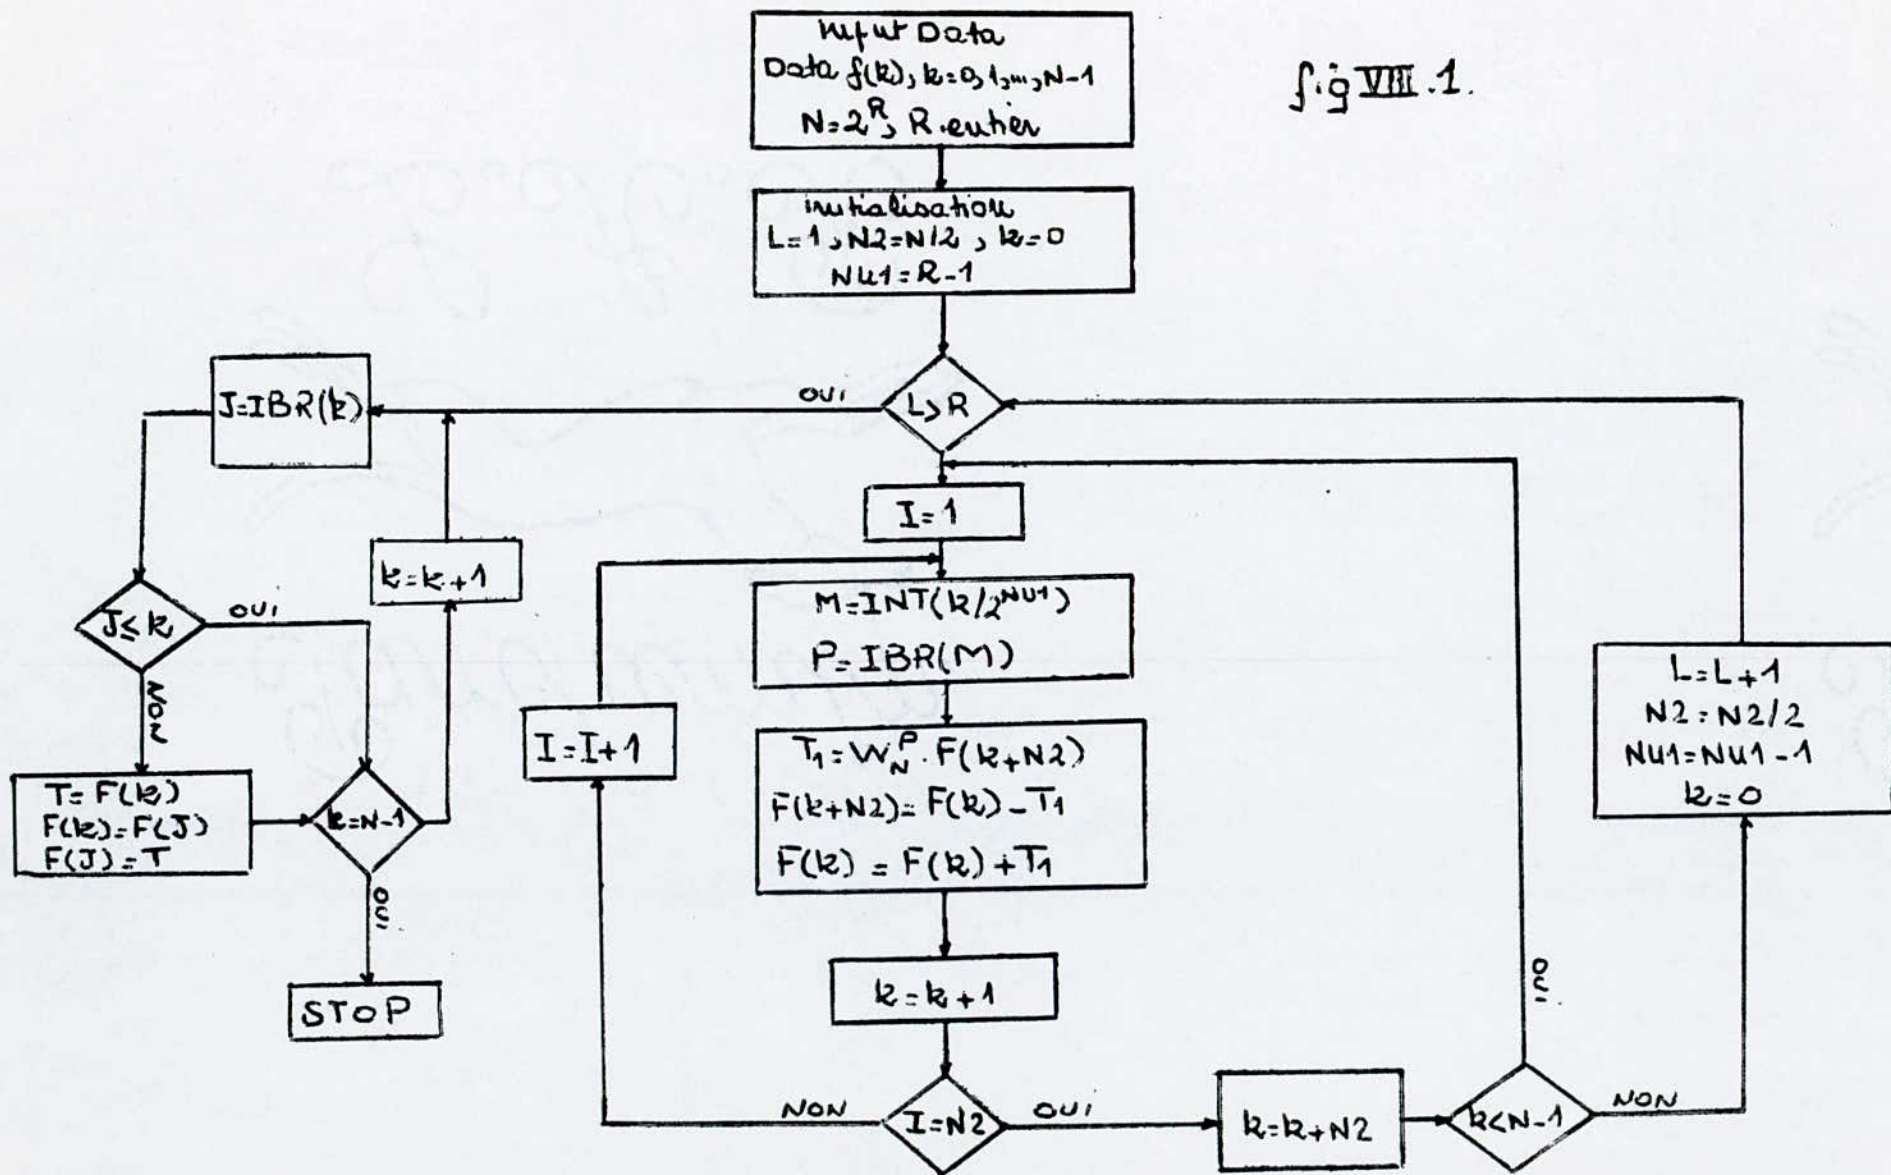 Input Data
Data f(k), k=0,1,...,N-1
N=2^R, R.entier
fig VIII.1.
initialisation
L=1, N2=N/2, k=0
NU1=R-1
L>R
OUI
J=IBR(k)
I=1
k=k+1
J≤k
OUI
NON
M=INT(k/2^NU1)
P=IBR(M)
I=I+1
T₁=W_N^P.F(k+N2)
F(k+N2)=F(k)-T₁
F(k)=F(k)+T₁
L=L+1
N2=N2/2
NU1=NU1-1
k=0
T=F(k)
F(k)=F(J)
F(J)=T
k=N-1
OUI
STOP
k=k+1
I=N2
NON
OUI
k=k+N2
k<N-1
OUI
NON